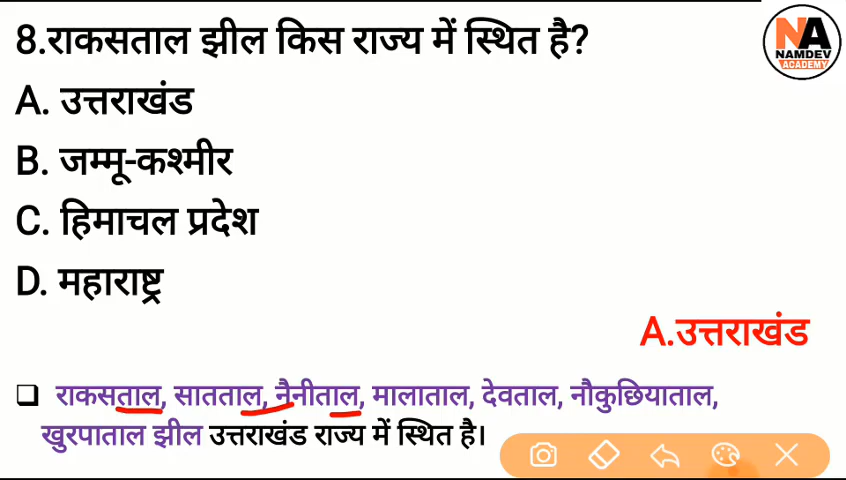 8.राकसताल झील किस राज्य में स्थित है?
NA
NAMDEV
ACADEMY
A. उत्तराखंड
B. जम्मू-कश्मीर
C. हिमाचल प्रदेश
D. महाराष्ट्र
A.उत्तराखंड
राकसताल, सातताल, नैनीताल, मालाताल, देवताल, नौकुछियाताल,
खुरपाताल झील उत्तराखंड राज्य में स्थित है।